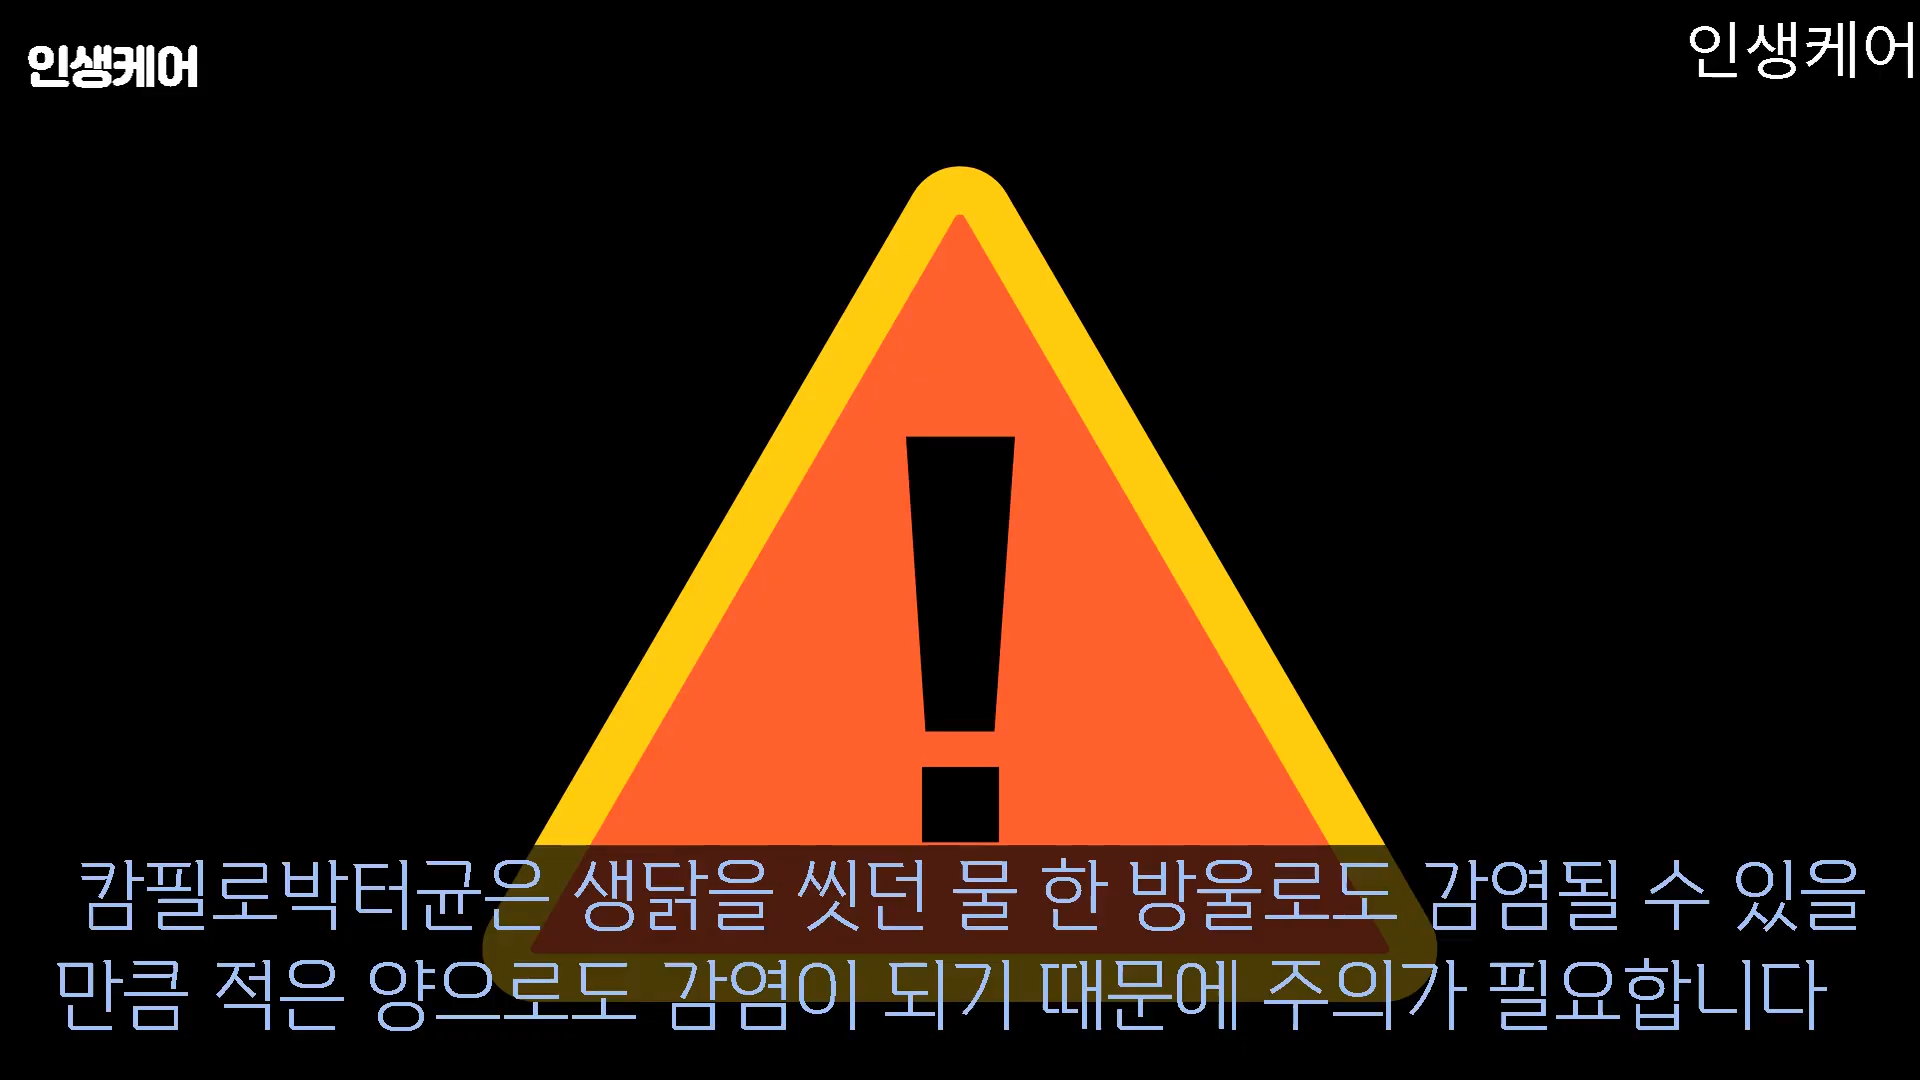 인생케어
인생케어
캄필로박터균은 생닭을 씻던 물 한 방울로도 감염될 수 있을
만큼 적은 양으로도 감염이 되기 때문에 주의가 필요합니다